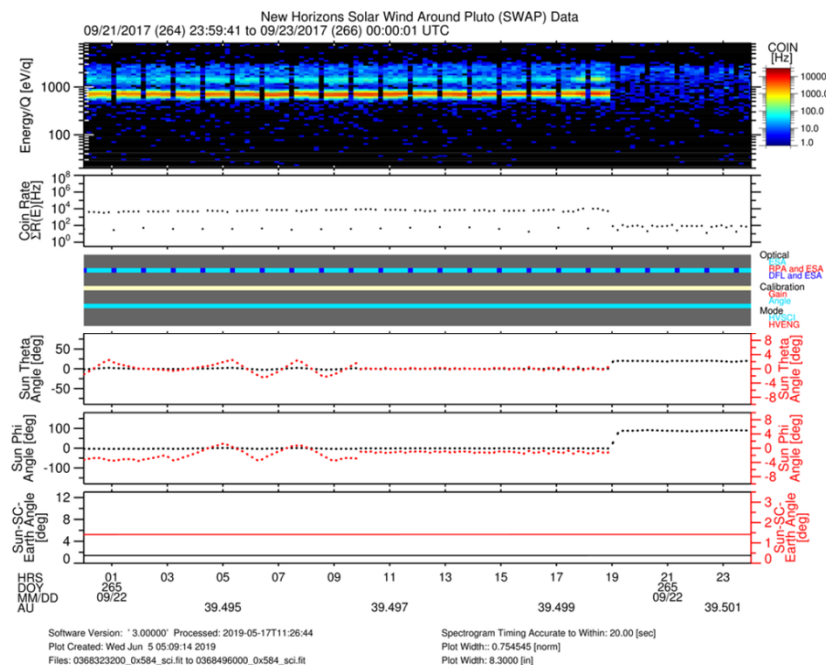 New Horizons Solar Wind Around Pluto (SWAP) Data
09/21/2017 (264) 23:59:41 to 09/23/2017 (266) 00:00:01 UTC
COIN
[Hz]
10000.0
1000.0
100.0
10.0
1.0
Energy/Q [eV/q]
1000
100
Coin Rate
ΣR(E)[Hz]
10^8
10^6
10^4
10^2
10^0
Optical
ESA
RPA and ESA
DFL and ESA
Calibration
Gain
Angle
Mode
HVSCI
HVENG
Sun Theta
Angle [deg]
50
0
-50
8
4
0
-4
-8
Sun Theta
Angle [deg]
Sun Phi
Angle [deg]
100
0
-100
8
4
0
-4
-8
Sun Phi
Angle [deg]
Sun-SC-
Earth Angle
[deg]
12
8
4
0
3
2
1
0
Sun-SC-
Earth Angle
[deg]
HRS 01 03 05 07 09 11 13 15 17 19 21 23
DOY 265 265
MM/DD 09/22 09/22
AU 39.495 39.497 39.499 39.501
Software Version: ` 3.00000' Processed: 2019-05-17T11:26:44
Plot Created: Wed Jun 5 05:09:14 2019
Files: 0368323200_0x584_sci.fit to 0368496000_0x584_sci.fit
Spectrogram Timing Accurate to Within: 20.00 [sec]
Plot Width:: 0.754545 [norm]
Plot Width: 8.3000 [in]